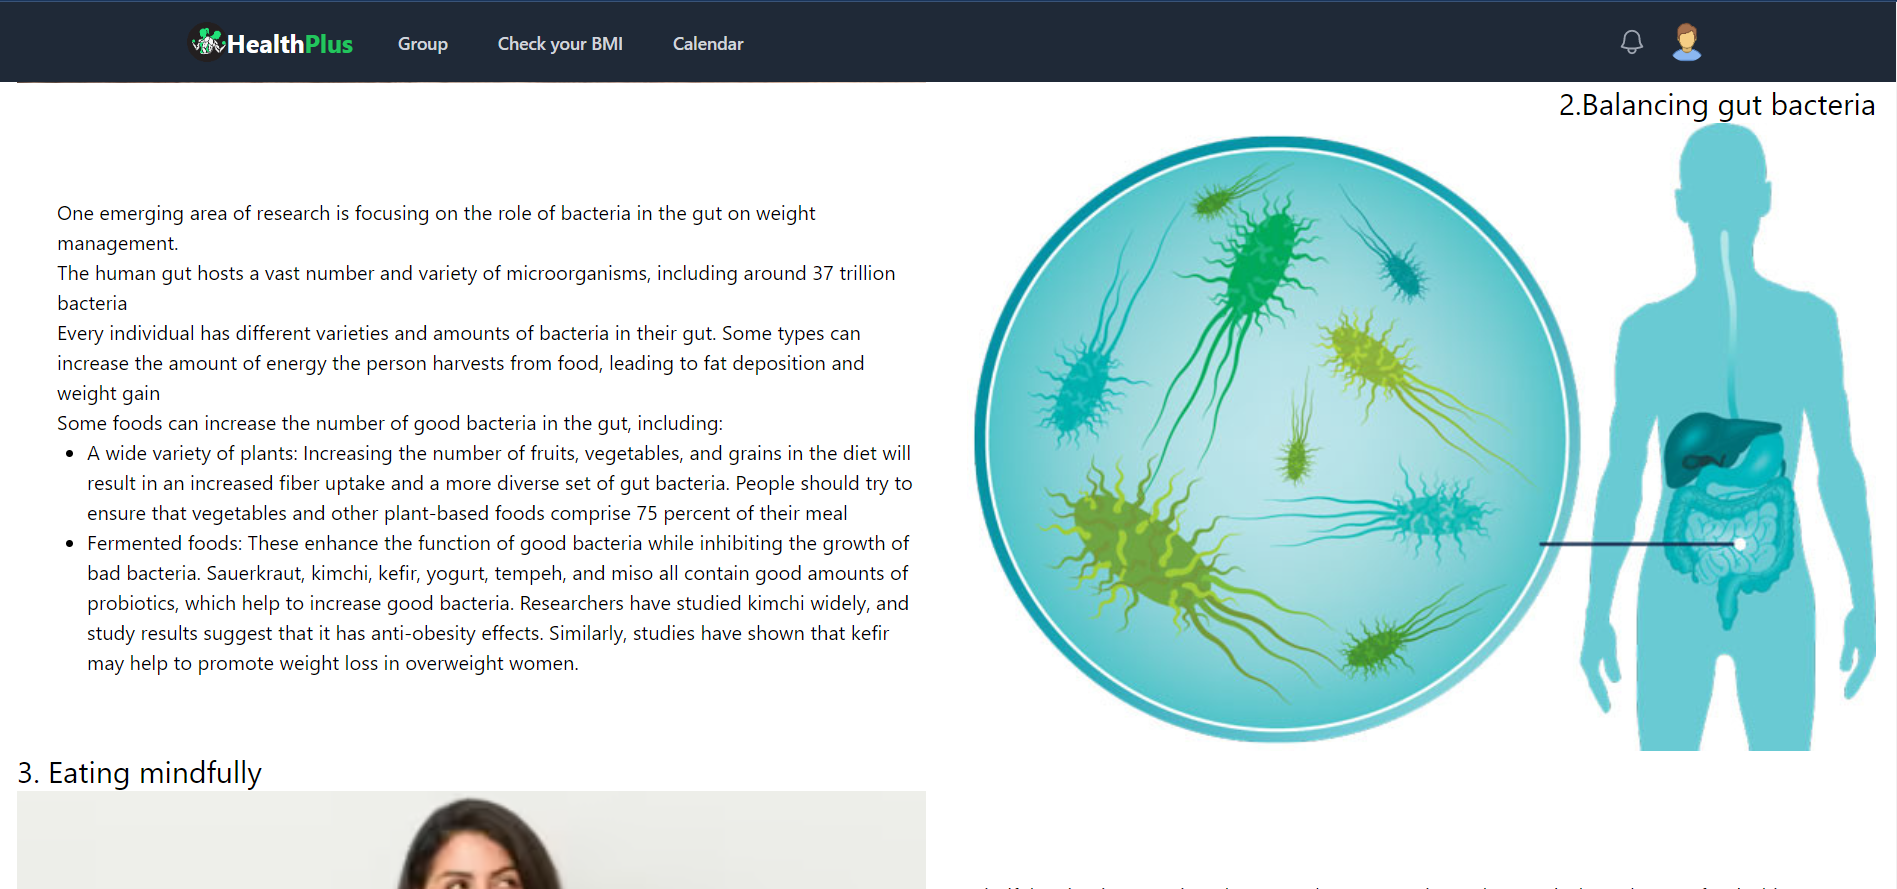 HealthPlus Group Check your BMI Calendar
2.Balancing gut bacteria
One emerging area of research is focusing on the role of bacteria in the gut on weight
management.
The human gut hosts a vast number and variety of microorganisms, including around 37 trillion
bacteria
Every individual has different varieties and amounts of bacteria in their gut. Some types can
increase the amount of energy the person harvests from food, leading to fat deposition and
weight gain
Some foods can increase the number of good bacteria in the gut, including:
• A wide variety of plants: Increasing the number of fruits, vegetables, and grains in the diet will
result in an increased fiber uptake and a more diverse set of gut bacteria. People should try to
ensure that vegetables and other plant-based foods comprise 75 percent of their meal
• Fermented foods: These enhance the function of good bacteria while inhibiting the growth of
bad bacteria. Sauerkraut, kimchi, kefir, yogurt, tempeh, and miso all contain good amounts of
probiotics, which help to increase good bacteria. Researchers have studied kimchi widely, and
study results suggest that it has anti-obesity effects. Similarly, studies have shown that kefir
may help to promote weight loss in overweight women.
3. Eating mindfully